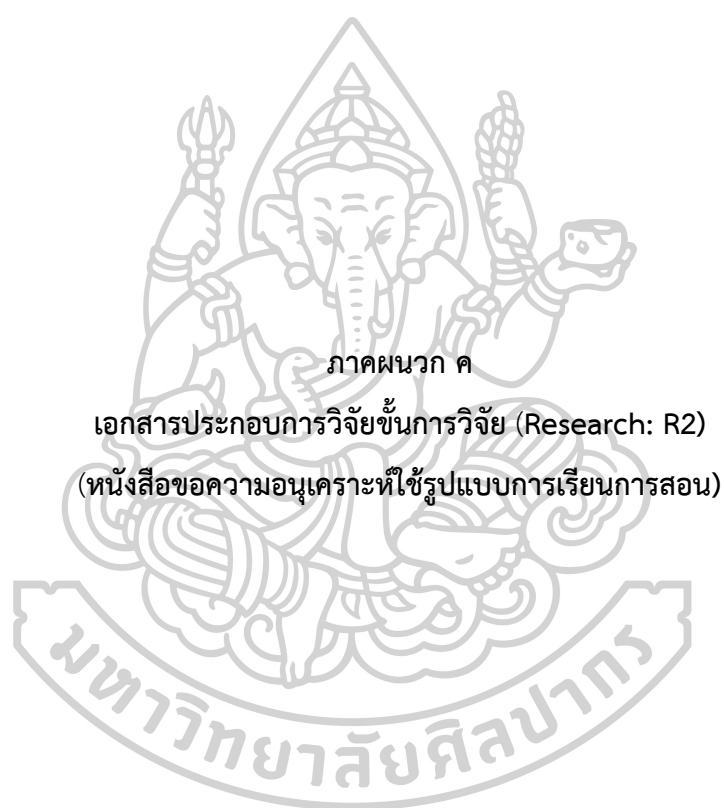 ภาคผนวก ค
เอกสารประกอบการวิจัยขั้นการวิจัย (Research: R2)
(หนังสือขอความอนุเคราะห์ใช้รูปแบบการเรียนการสอน)
มหาวิทยาลัยศิลปากร